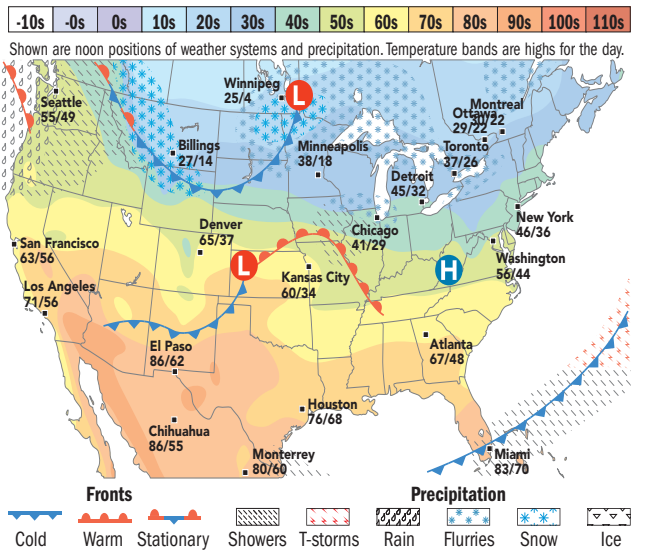 -10s -0s 0s 10s 20s 30s 40s 50s 60s 70s 80s 90s 100s 110s
Shown are noon positions of weather systems and precipitation. Temperature bands are highs for the day.
Seattle
55/49
Winnipeg
25/4
L
Montreal
30/22
Ottawa
29/22
Billings
27/14
Minneapolis
38/18
Toronto
37/26
Detroit
45/32
New York
46/36
San Francisco
63/56
Denver
65/37
Chicago
41/29
Washington
56/44
L
H
Los Angeles
71/56
Kansas City
60/34
El Paso
86/62
Atlanta
67/48
Houston
76/68
Chihuahua
86/55
Monterrey
80/60
Miami
83/70
Fronts
Precipitation
Cold Warm Stationary Showers T-storms Rain Flurries Snow Ice